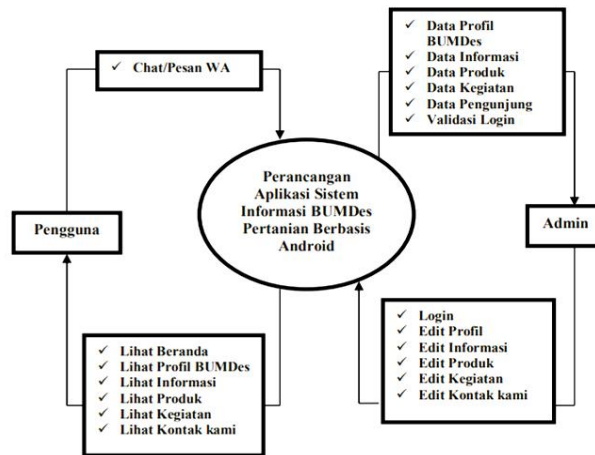 ✓ Chat/Pesan WA
✓ Data Profil
BUMDes
✓ Data Informasi
✓ Data Produk
✓ Data Kegiatan
✓ Data Pengunjung
✓ Validasi Login
Perancangan
Aplikasi Sistem
Informasi BUMDes
Pertanian Berbasis
Android
Pengguna
Admin
✓ Lihat Beranda
✓ Lihat Profil BUMDes
✓ Lihat Informasi
✓ Lihat Produk
✓ Lihat Kegiatan
✓ Lihat Kontak kami
✓ Login
✓ Edit Profil
✓ Edit Informasi
✓ Edit Produk
✓ Edit Kegiatan
✓ Edit Kontak kami